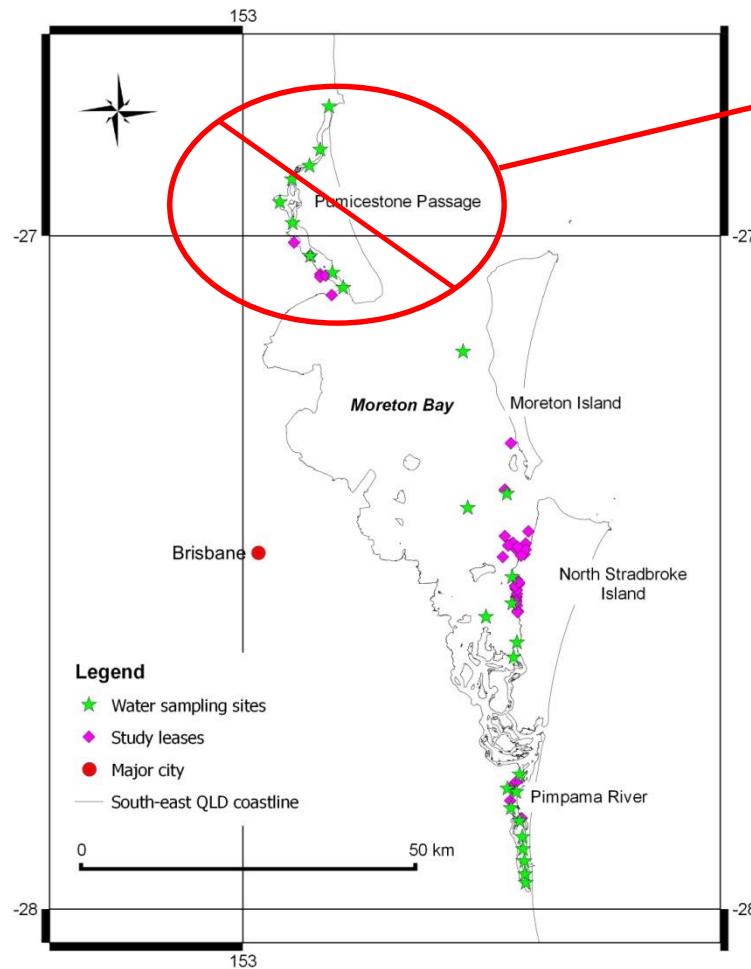 153
Pumicestone Passage
-27
-27
Moreton Bay
Moreton Island
Brisbane
North Stradbroke
Island
Legend
Water sampling sites
Study leases
Major city
South-east QLD coastline
Pimpama River
0
50 km
-28
-28
153